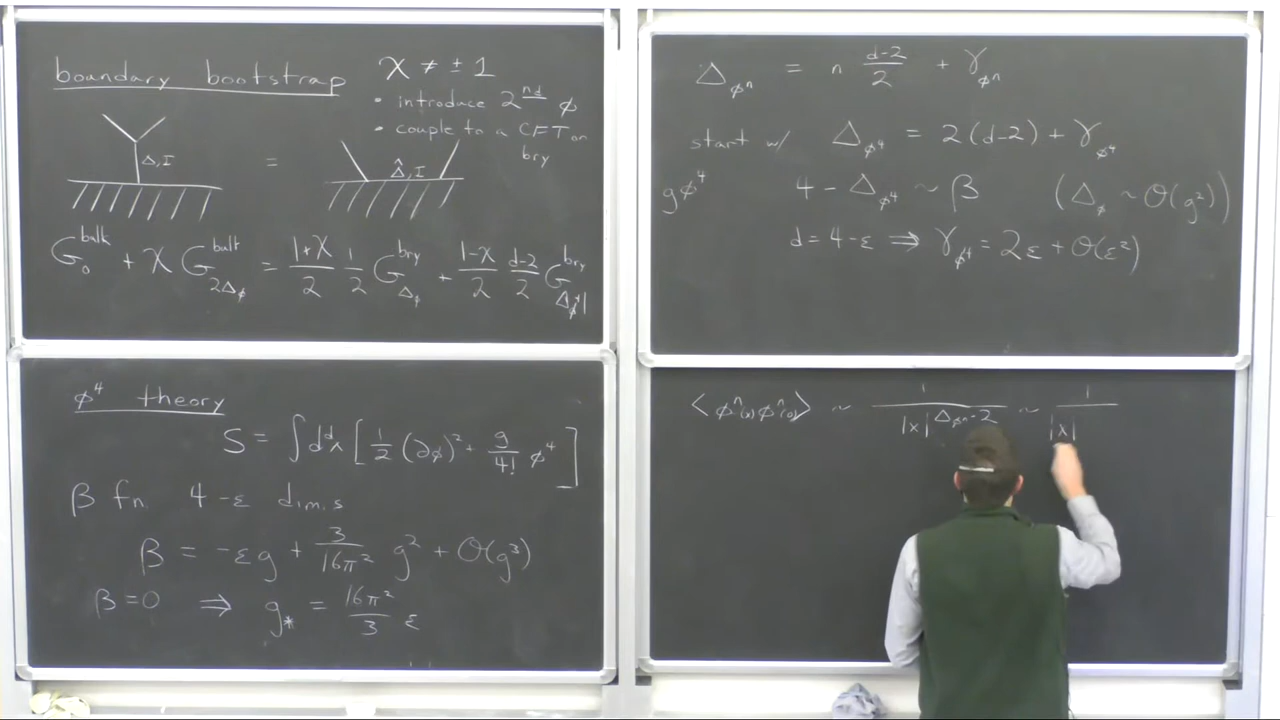 boundary bootstrap
χ ≠ ± 1
• introduce 2nd ϕ
• couple to a CFT on bry
Δ, I = Δ̂, I
G_0^bulk + χ G_{2Δ_ϕ}^bulk = (1+χ)/2 1/2 G_{Δ_ϕ}^bry + (1-χ)/2 (d-2)/2 G_{Δ_ϕ+1}^bry
ϕ⁴ theory
S = ∫ d^d x [ 1/2 (∂ϕ)² + g/4! ϕ⁴ ]
β fn. 4-ε dim.s
β = -εg + 3/(16π²) g² + O(g³)
β=0 ⇒ g_* = 16π²/3 ε
Δ_{ϕⁿ} = n (d-2)/2 + γ_{ϕⁿ}
start w/ Δ_{ϕ⁴} = 2(d-2) + γ_{ϕ⁴}
gϕ⁴ 4 - Δ_{ϕ⁴} ~ β (Δ_ϕ ~ O(g²))
d = 4-ε ⇒ γ_{ϕ⁴} = 2ε + O(ε²)
⟨ϕⁿ(x) ϕⁿ(0)⟩ ~ 1/|x|^{Δ_{ϕⁿ}·2} ~ 1/|x|